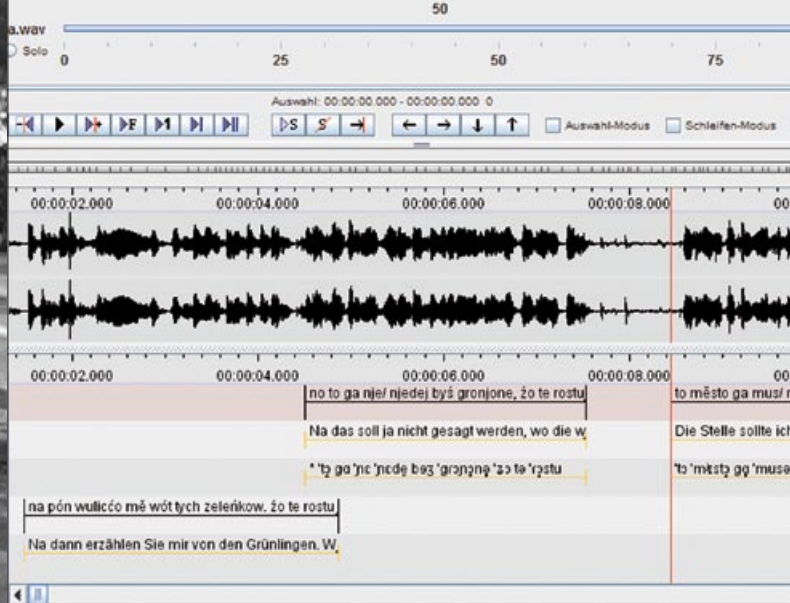 50
a.wav
Solo
0 25 50 75
Auswahl: 00:00:00.000 - 00:00:00.000 0
F 1 S S
Auswahl-Modus Schleifen-Modus
00:00:02.000 00:00:04.000 00:00:06.000 00:00:08.000 00
00:00:02.000 00:00:04.000 00:00:06.000 00:00:08.000 00
no to ga nje/ njedej byś gronjone, źo te rostu to město ga mus/
Na das soll ja nicht gesagt werden, wo die w Die Stelle sollte ich
na pón wulicćo mě wót tych zeleńkow. źo te rostu
Na dann erzählen Sie mir von den Grünlingen. W